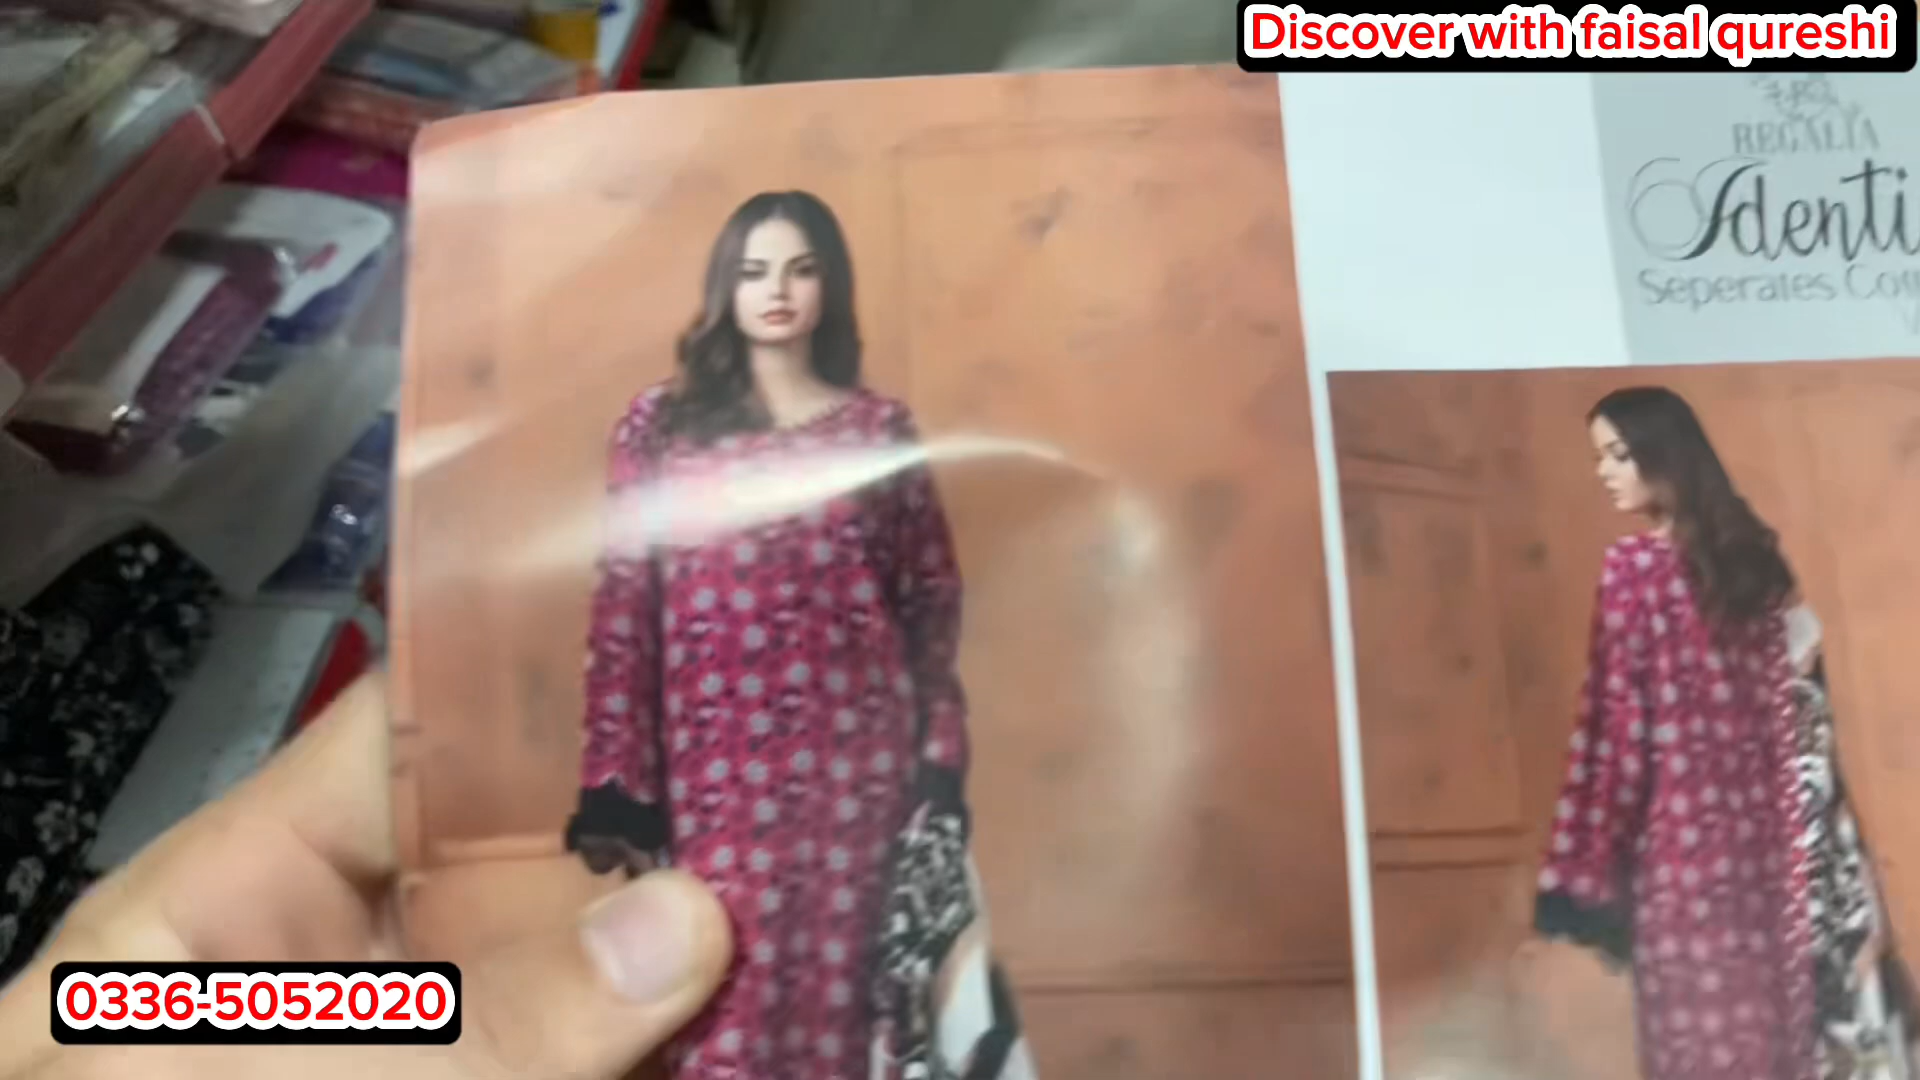 Discover with faisal qureshi
REGALIA
Identi
Seperates Co
0336-5052020